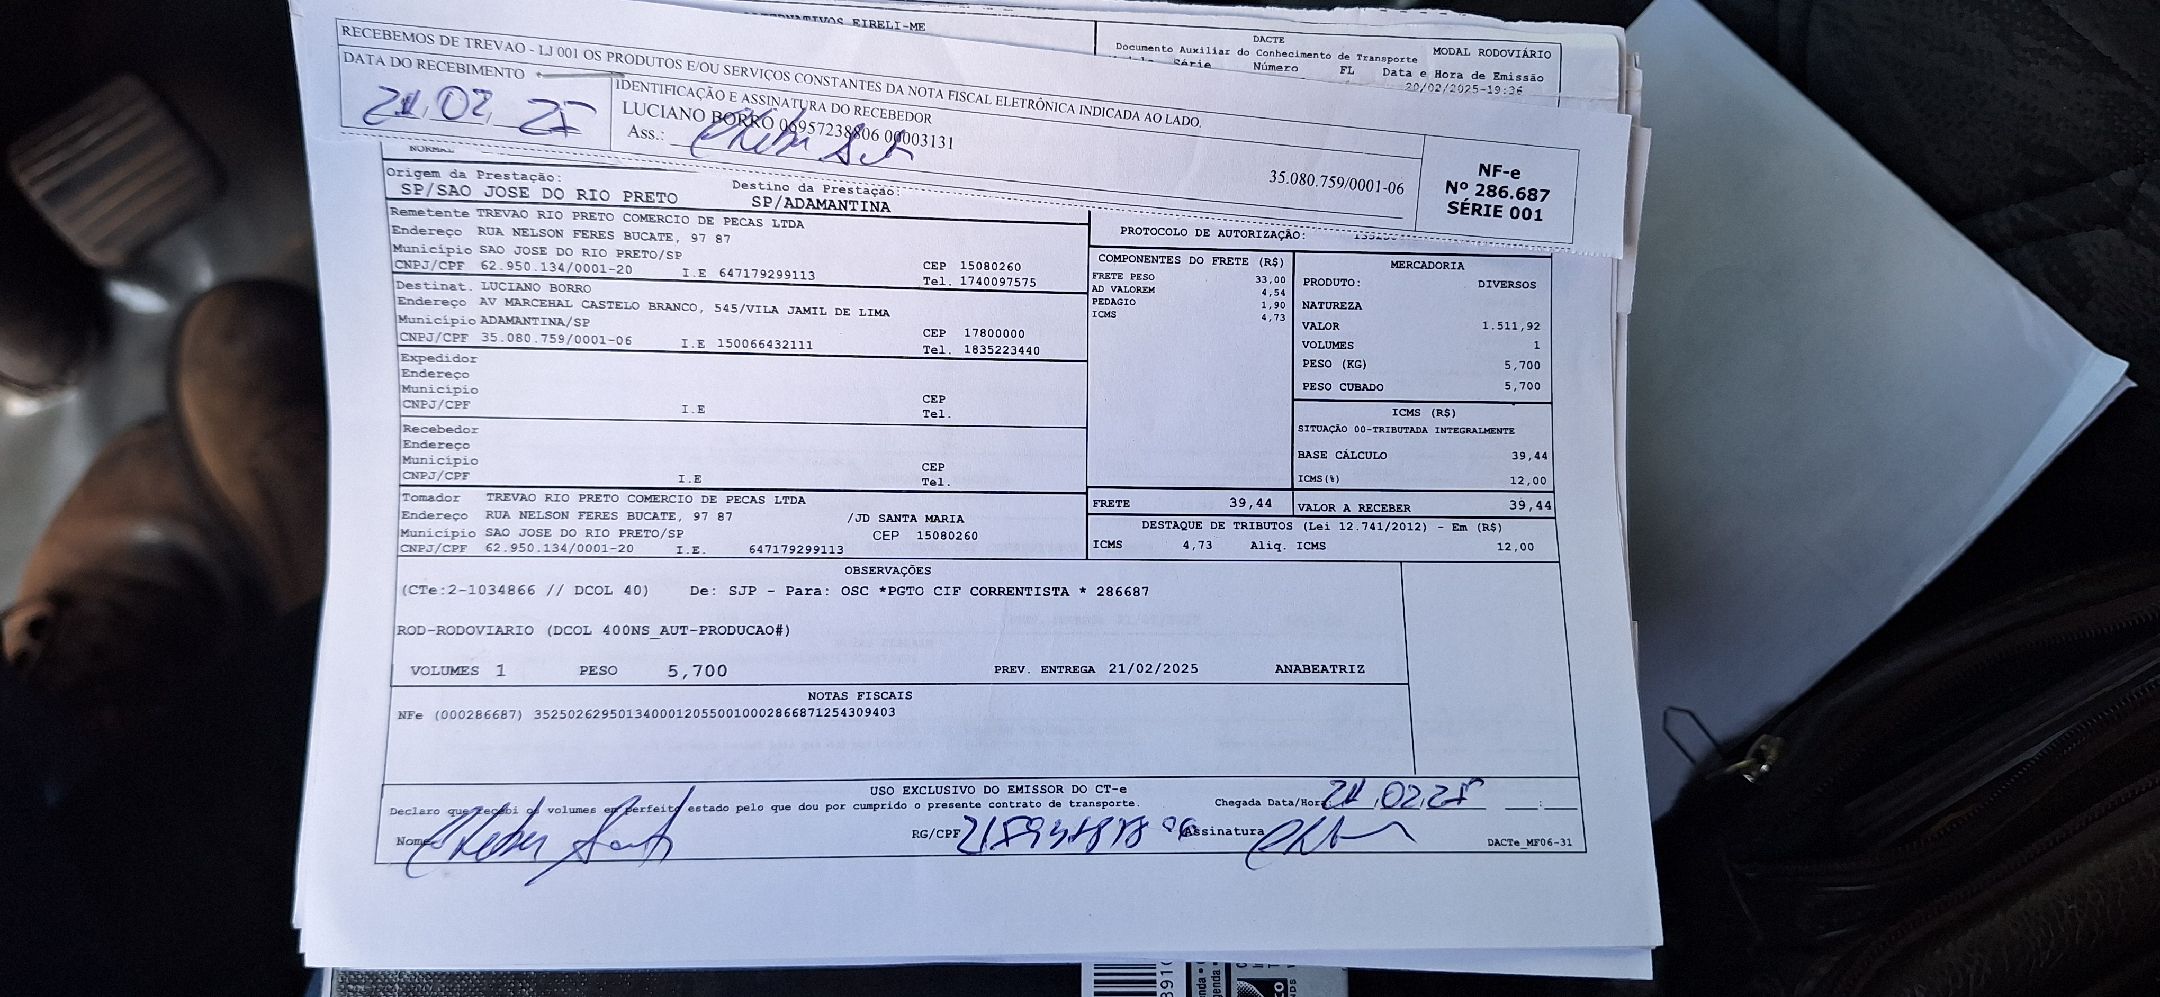 EIRELI-ME
DACTE
Documento Auxiliar do Conhecimento de Transporte
MODAL RODOVIÁRIO
Série Número FL Data e Hora de Emissão
20/02/2025-19:36
RECEBEMOS DE TREVAO - LJ 001 OS PRODUTOS E/OU SERVIÇOS CONSTANTES DA NOTA FISCAL ELETRÔNICA INDICADA AO LADO.
DATA DO RECEBIMENTO
21,02, 25
IDENTIFICAÇÃO E ASSINATURA DO RECEBEDOR
LUCIANO BORRO 06957238806 00003131
Ass.:
35.080.759/0001-06
NF-e
Nº 286.687
SÉRIE 001
NORMAL
Origem da Prestação:
SP/SAO JOSE DO RIO PRETO
Destino da Prestação:
SP/ADAMANTINA
PROTOCOLO DE AUTORIZAÇÃO:
Remetente TREVAO RIO PRETO COMERCIO DE PECAS LTDA
Endereço RUA NELSON FERES BUCATE, 97 87
Município SAO JOSE DO RIO PRETO/SP
CEP 15080260
CNPJ/CPF 62.950.134/0001-20 I.E 647179299113
Tel. 1740097575
Destinat. LUCIANO BORRO
Endereço AV MARCEHAL CASTELO BRANCO, 545/VILA JAMIL DE LIMA
Município ADAMANTINA/SP
CEP 17800000
CNPJ/CPF 35.080.759/0001-06 I.E 150066432111
Tel. 1835223440
Expedidor
Endereço
Município
CEP
CNPJ/CPF I.E Tel.
Recebedor
Endereço
Município
CEP
CNPJ/CPF I.E Tel.
Tomador TREVAO RIO PRETO COMERCIO DE PECAS LTDA
Endereço RUA NELSON FERES BUCATE, 97 87 /JD SANTA MARIA
Município SAO JOSE DO RIO PRETO/SP CEP 15080260
CNPJ/CPF 62.950.134/0001-20 I.E. 647179299113
COMPONENTES DO FRETE (R$)
FRETE PESO 33,00
AD VALOREM 4,54
PEDAGIO 1,90
ICMS 4,73
MERCADORIA
PRODUTO: DIVERSOS
NATUREZA
VALOR 1.511,92
VOLUMES 1
PESO (KG) 5,700
PESO CUBADO 5,700
ICMS (R$)
SITUAÇÃO 00-TRIBUTADA INTEGRALMENTE
BASE CÁLCULO 39,44
ICMS(%) 12,00
FRETE 39,44
VALOR A RECEBER 39,44
DESTAQUE DE TRIBUTOS (Lei 12.741/2012) - Em (R$)
ICMS 4,73 Aliq. ICMS 12,00
OBSERVAÇÕES
(CTe:2-1034866 // DCOL 40) De: SJP - Para: OSC *PGTO CIF CORRENTISTA * 286687
ROD-RODOVIARIO (DCOL 400NS_AUT-PRODUCAO#)
VOLUMES 1 PESO 5,700 PREV. ENTREGA 21/02/2025 ANABEATRIZ
NOTAS FISCAIS
NFe (000286687) 35250262950134000120550010002866871254309403
USO EXCLUSIVO DO EMISSOR DO CT-e
Declaro que recebi os volumes em perfeito estado pelo que dou por cumprido o presente contrato de transporte.
Chegada Data/Hora 21,02,25
Nome
RG/CPF
Assinatura
DACTe_MF06-31